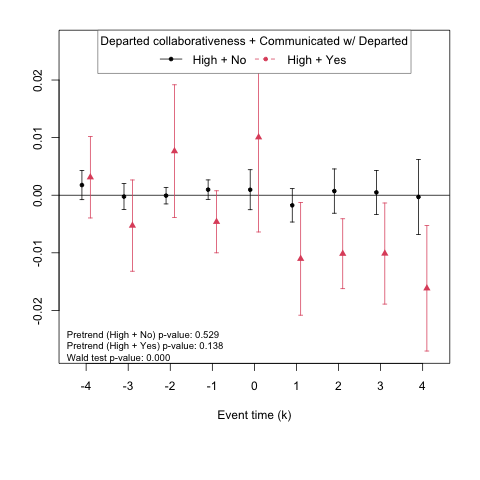 Departed collaborativeness + Communicated w/ Departed
High + No High + Yes
0.02
0.01
0.00
-0.01
-0.02
Pretrend (High + No) p-value: 0.529
Pretrend (High + Yes) p-value: 0.138
Wald test p-value: 0.000
-4 -3 -2 -1 0 1 2 3 4
Event time (k)